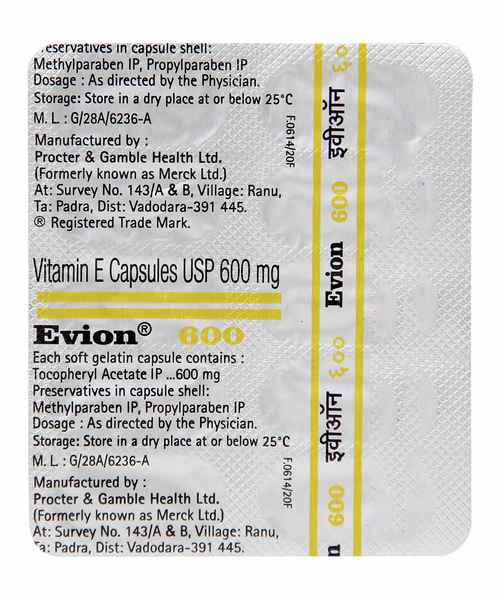 Preservatives in capsule shell:
Methylparaben IP, Propylparaben IP
Dosage : As directed by the Physician.
Storage: Store in a dry place at or below 25°C
M. L. : G/28A/6236-A
Manufactured by :
Procter & Gamble Health Ltd.
(Formerly known as Merck Ltd.)
At: Survey No. 143/A & B, Village: Ranu,
Ta: Padra, Dist: Vadodara-391 445.
® Registered Trade Mark.
F.0614/20F
Vitamin E Capsules USP 600 mg
Evion® 600
Each soft gelatin capsule contains :
Tocopheryl Acetate IP ...600 mg
Preservatives in capsule shell:
Methylparaben IP, Propylparaben IP
Dosage : As directed by the Physician.
Storage: Store in a dry place at or below 25°C
M. L. : G/28A/6236-A
Manufactured by :
Procter & Gamble Health Ltd.
(Formerly known as Merck Ltd.)
At: Survey No. 143/A & B, Village: Ranu,
Ta: Padra, Dist: Vadodara-391 445.
F.0614/20F
इवीऑन ६००
Evion 600
इवीऑन ६००
600